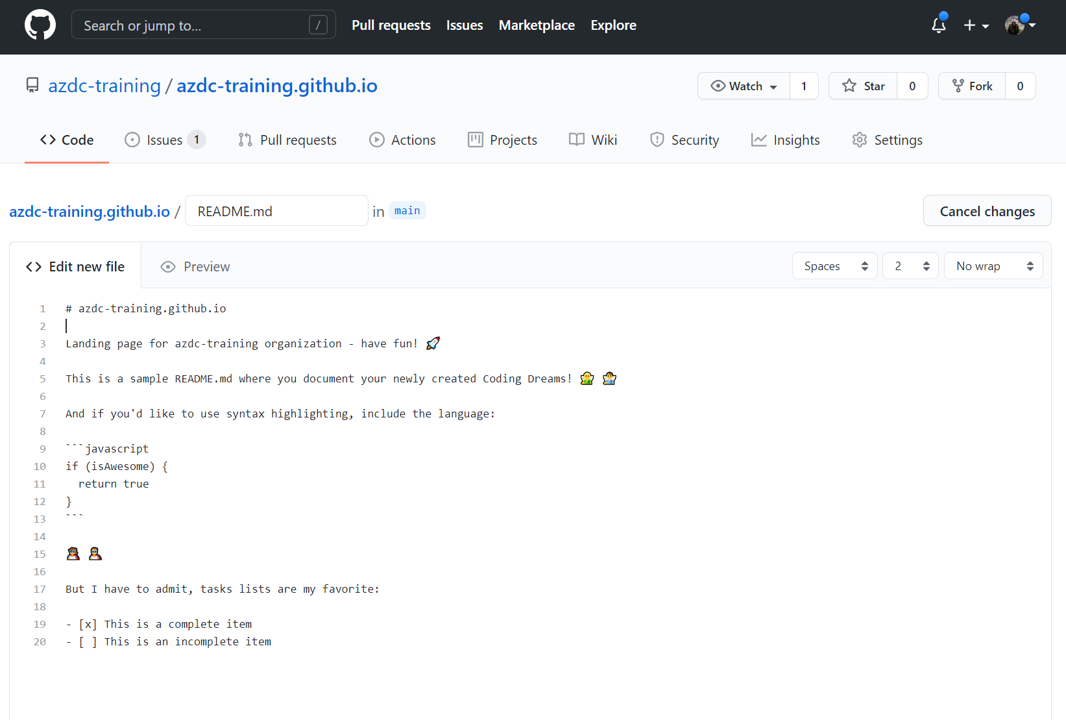 Search or jump to... /
Pull requests Issues Marketplace Explore
azdc-training / azdc-training.github.io
Watch 1 Star 0 Fork 0
Code Issues 1 Pull requests Actions Projects Wiki Security Insights Settings
azdc-training.github.io / README.md in main
Cancel changes
<> Edit new file Preview
Spaces 2 No wrap
1 # azdc-training.github.io
2
3 Landing page for azdc-training organization - have fun! 🚀
4
5 This is a sample README.md where you document your newly created Coding Dreams!
6
7 And if you'd like to use syntax highlighting, include the language:
8
9 ```javascript
10 if (isAwesome) {
11   return true
12 }
13 ```
14
15
16
17 But I have to admit, tasks lists are my favorite:
18
19 - [x] This is a complete item
20 - [ ] This is an incomplete item